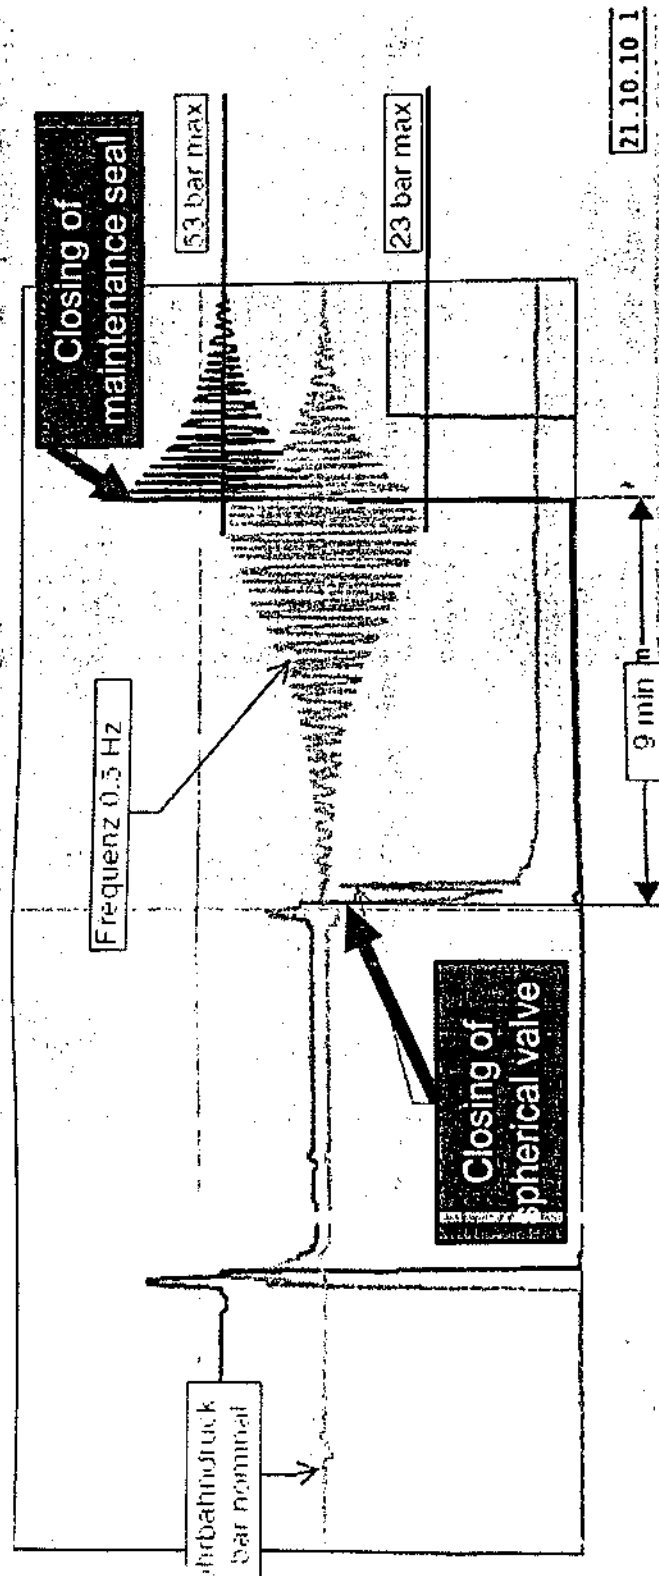 Closing of
maintenance seal
53 bar max
23 bar max
21.10.10 1
Frequenz 0.5 Hz
9 min
Closing of
spherical valve
bar nominal